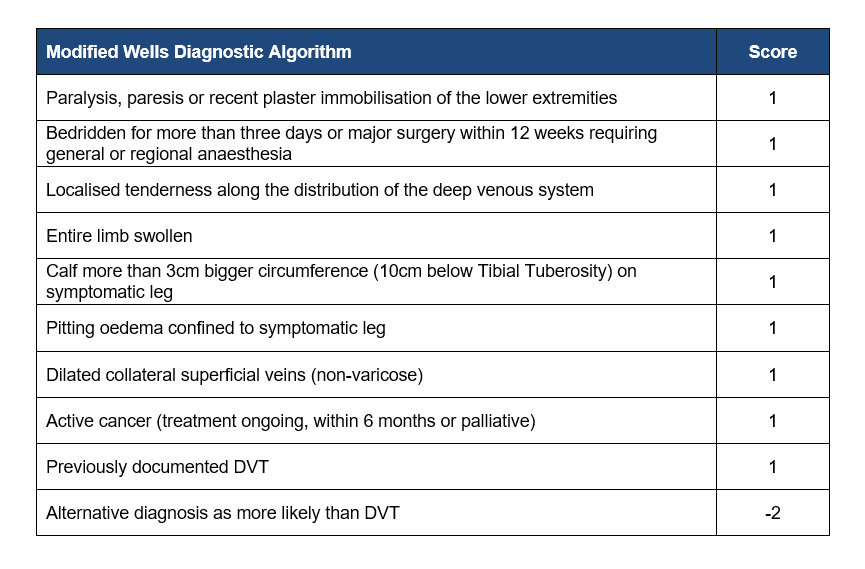 Modified Wells Diagnostic Algorithm Score
Paralysis, paresis or recent plaster immobilisation of the lower extremities 1
Bedridden for more than three days or major surgery within 12 weeks requiring
general or regional anaesthesia 1
Localised tenderness along the distribution of the deep venous system 1
Entire limb swollen 1
Calf more than 3cm bigger circumference (10cm below Tibial Tuberosity) on
symptomatic leg 1
Pitting oedema confined to symptomatic leg 1
Dilated collateral superficial veins (non-varicose) 1
Active cancer (treatment ongoing, within 6 months or palliative) 1
Previously documented DVT 1
Alternative diagnosis as more likely than DVT -2